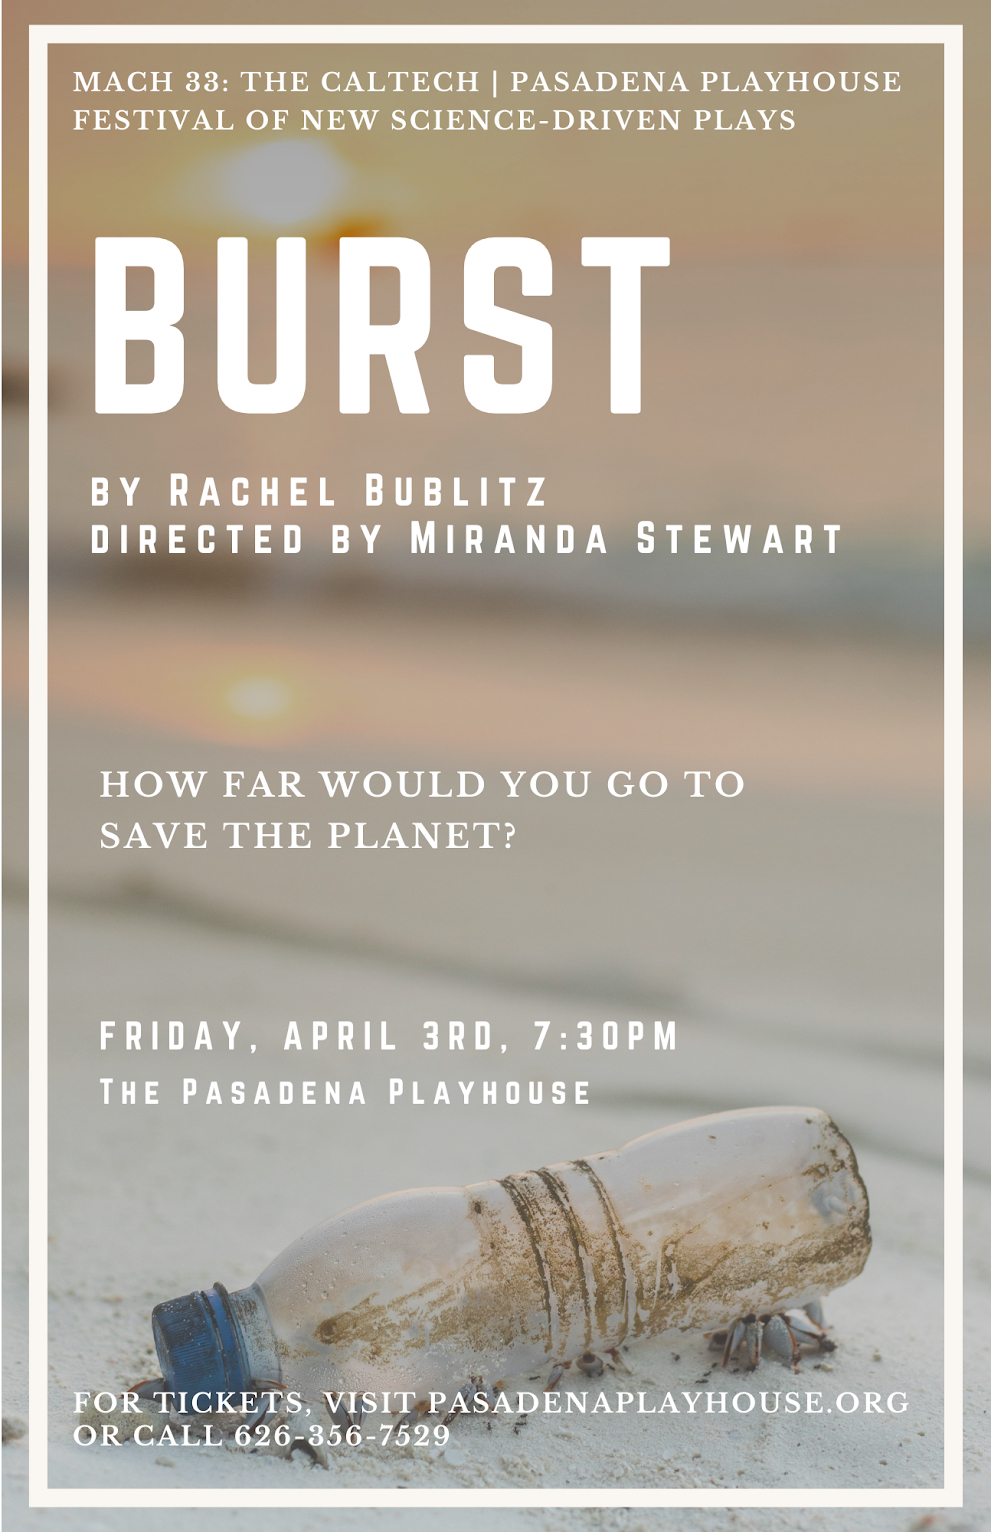 MACH 33: THE CALTECH | PASADENA PLAYHOUSE
FESTIVAL OF NEW SCIENCE-DRIVEN PLAYS
BURST
BY RACHEL BUBLITZ
DIRECTED BY MIRANDA STEWART
HOW FAR WOULD YOU GO TO
SAVE THE PLANET?
FRIDAY, APRIL 3RD, 7:30PM
THE PASADENA PLAYHOUSE
FOR TICKETS, VISIT PASADENAPLAYHOUSE.ORG
OR CALL 626-356-7529